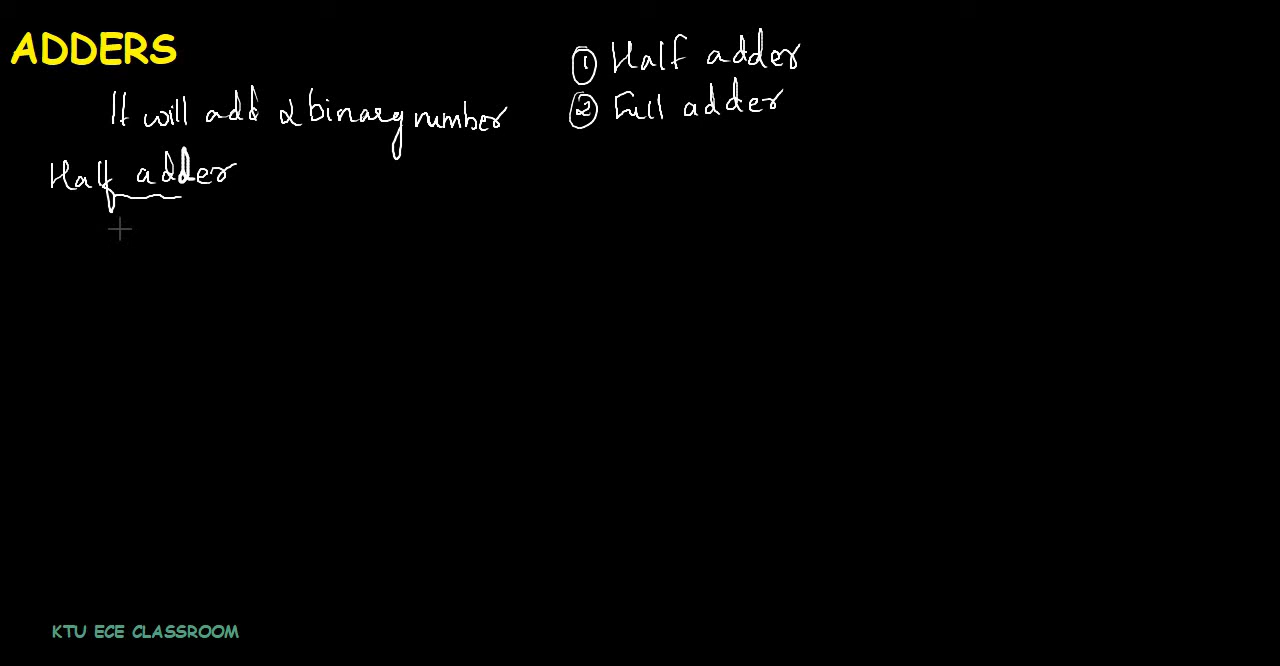 ADDERS
It will add 2 binary number
① Half adder
② Full adder
Half adder
KTU ECE CLASSROOM